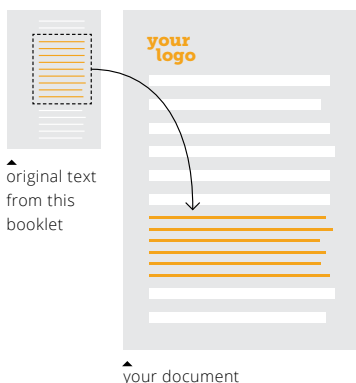 your
logo
original text
from this
booklet
your document